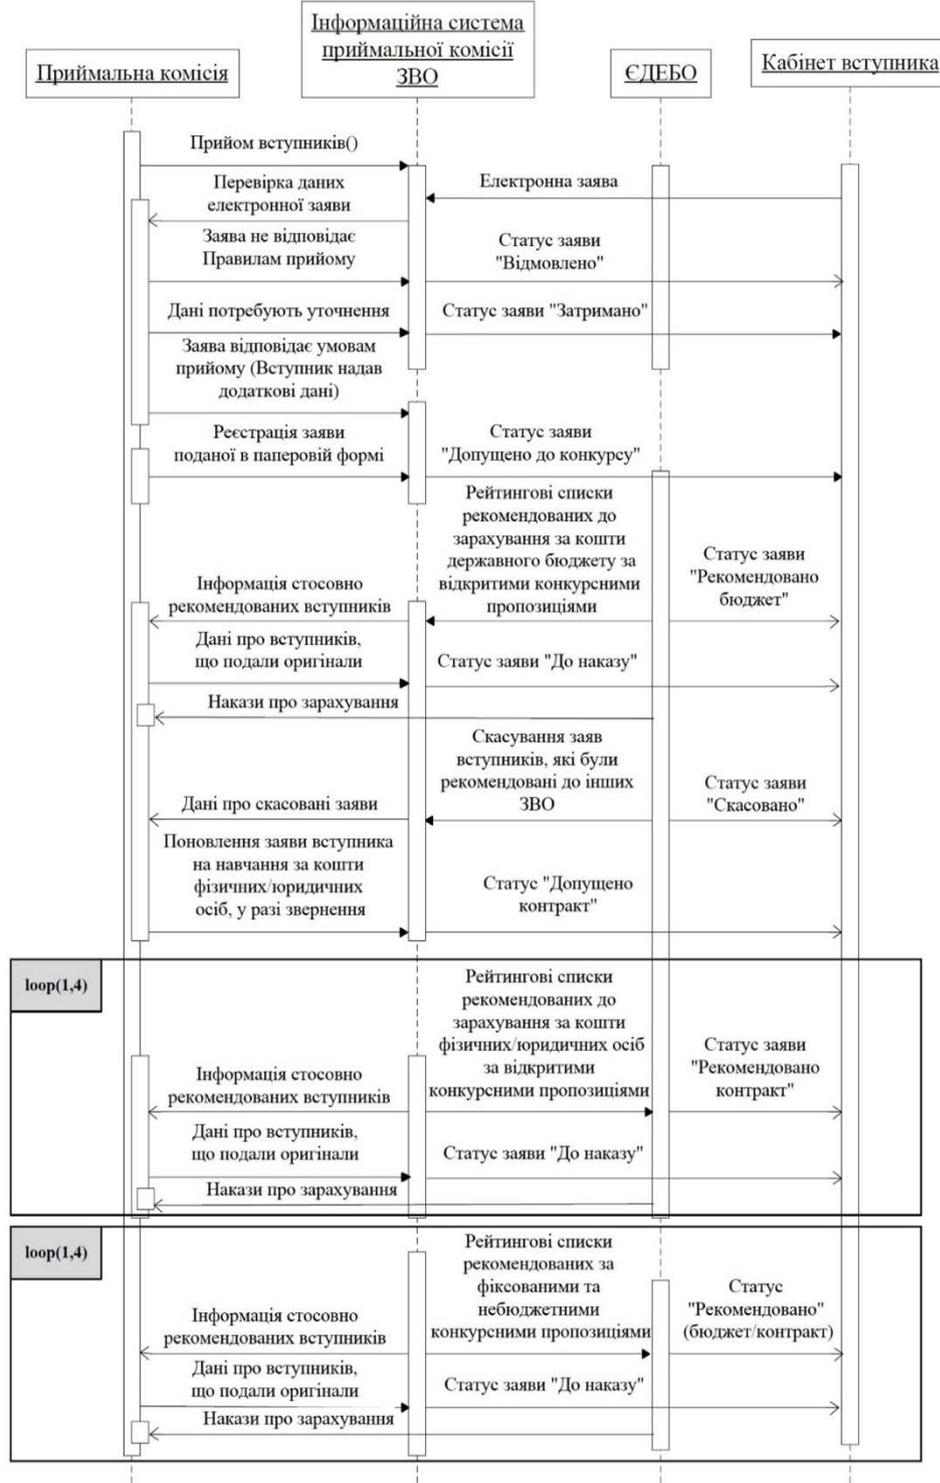 Інформаційна система
приймальної комісії
ЗВО
Приймальна комісія
ЄДЕБО
Кабінет вступника
Прийом вступників()
Перевірка даних
електронної заяви
Електронна заява
Заява не відповідає
Правилам прийому
Статус заяви
"Відмовлено"
Дані потребують уточнення
Статус заяви "Затримано"
Заява відповідає умовам
прийому (Вступник надав
додаткові дані)
Реєстрація заяви
поданої в паперовій формі
Статус заяви
"Допущено до конкурсу"
Рейтингові списки
рекомендованих до
зарахування за кошти
державного бюджету за
відкритими конкурсними
пропозиціями
Статус заяви
"Рекомендовано
бюджет"
Інформація стосовно
рекомендованих вступників
Дані про вступників,
що подали оригінали
Статус заяви "До наказу"
Накази про зарахування
Скасування заяв
вступників, які були
рекомендовані до інших
ЗВО
Статус заяви
"Скасовано"
Дані про скасовані заяви
Поновлення заяви вступника
на навчання за кошти
фізичних/юридичних
осіб, у разі звернення
Статус "Допущено
контракт"
loop(1,4)
Рейтингові списки
рекомендованих до
зарахування за кошти
фізичних/юридичних осіб
за відкритими
конкурсними пропозиціями
Статус заяви
"Рекомендовано
контракт"
Інформація стосовно
рекомендованих вступників
Дані про вступників,
що подали оригінали
Статус заяви "До наказу"
Накази про зарахування
loop(1,4)
Рейтингові списки
рекомендованих за
фіксованими та
небюджетними
конкурсними пропозиціями
Статус
"Рекомендовано"
(бюджет/контракт)
Інформація стосовно
рекомендованих вступників
Дані про вступників,
що подали оригінали
Статус заяви "До наказу"
Накази про зарахування